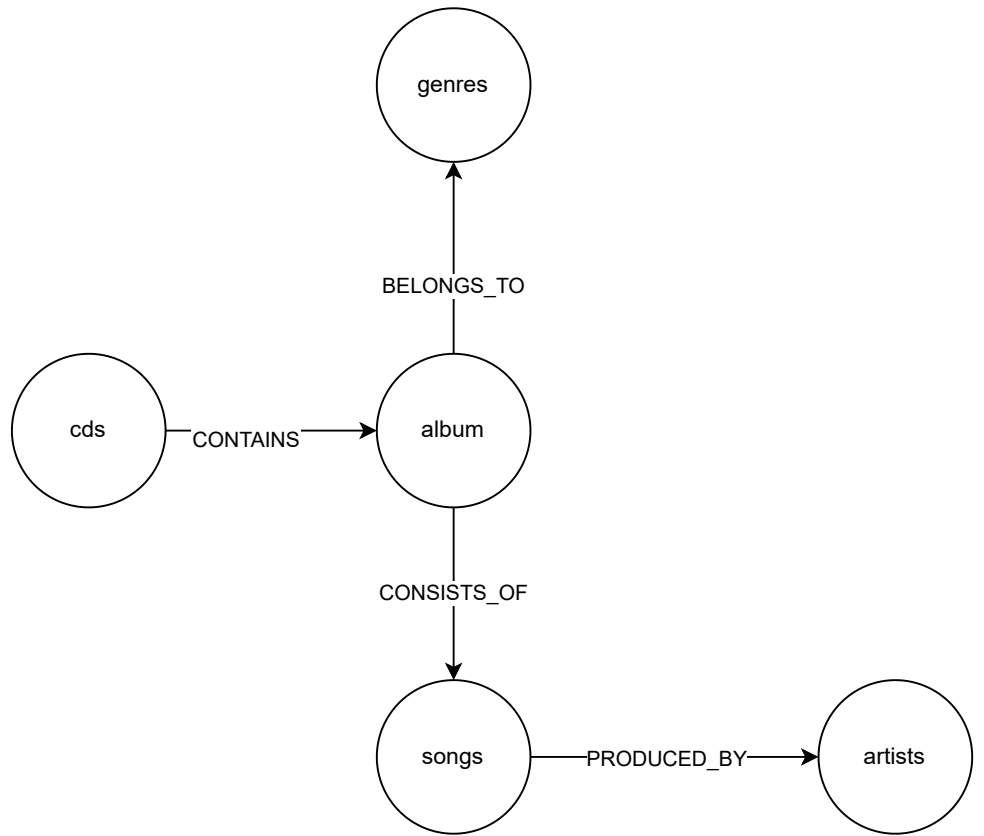 genres
BELONGS_TO
cds
CONTAINS
album
CONSISTS_OF
songs
PRODUCED_BY
artists